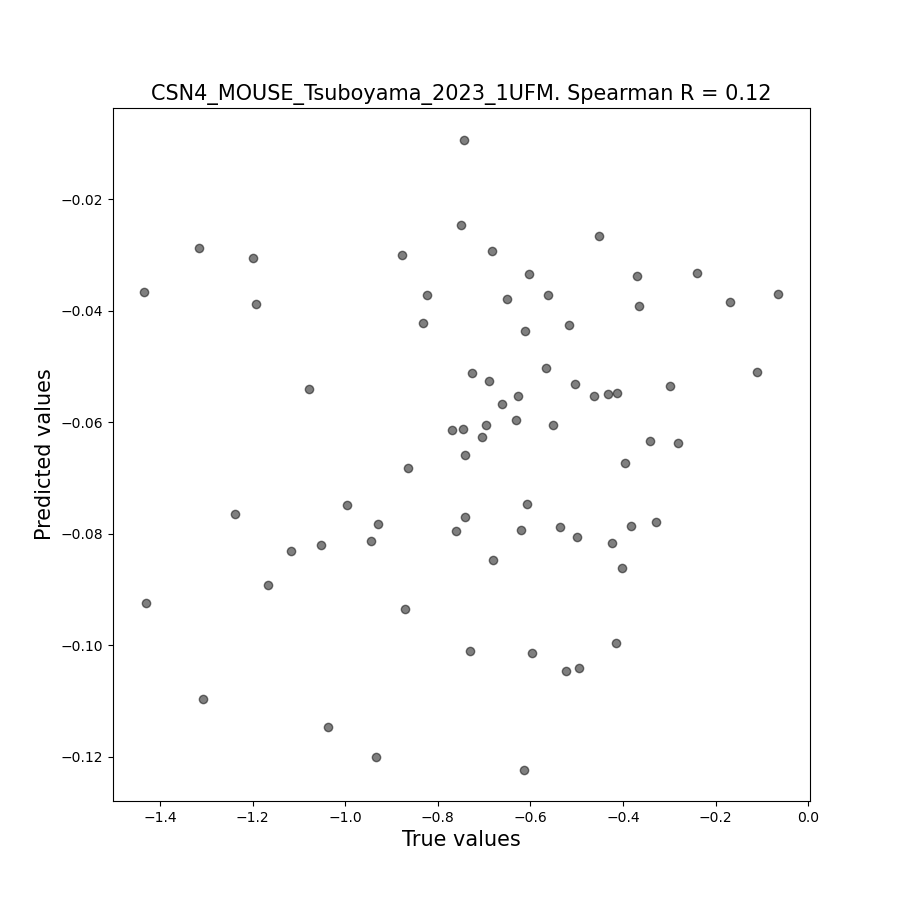 CSN4_MOUSE_Tsuboyama_2023_1UFM. Spearman R = 0.12
−0.02
−0.04
−0.06
−0.08
−0.10
−0.12
Predicted values
−1.4 −1.2 −1.0 −0.8 −0.6 −0.4 −0.2 0.0
True values